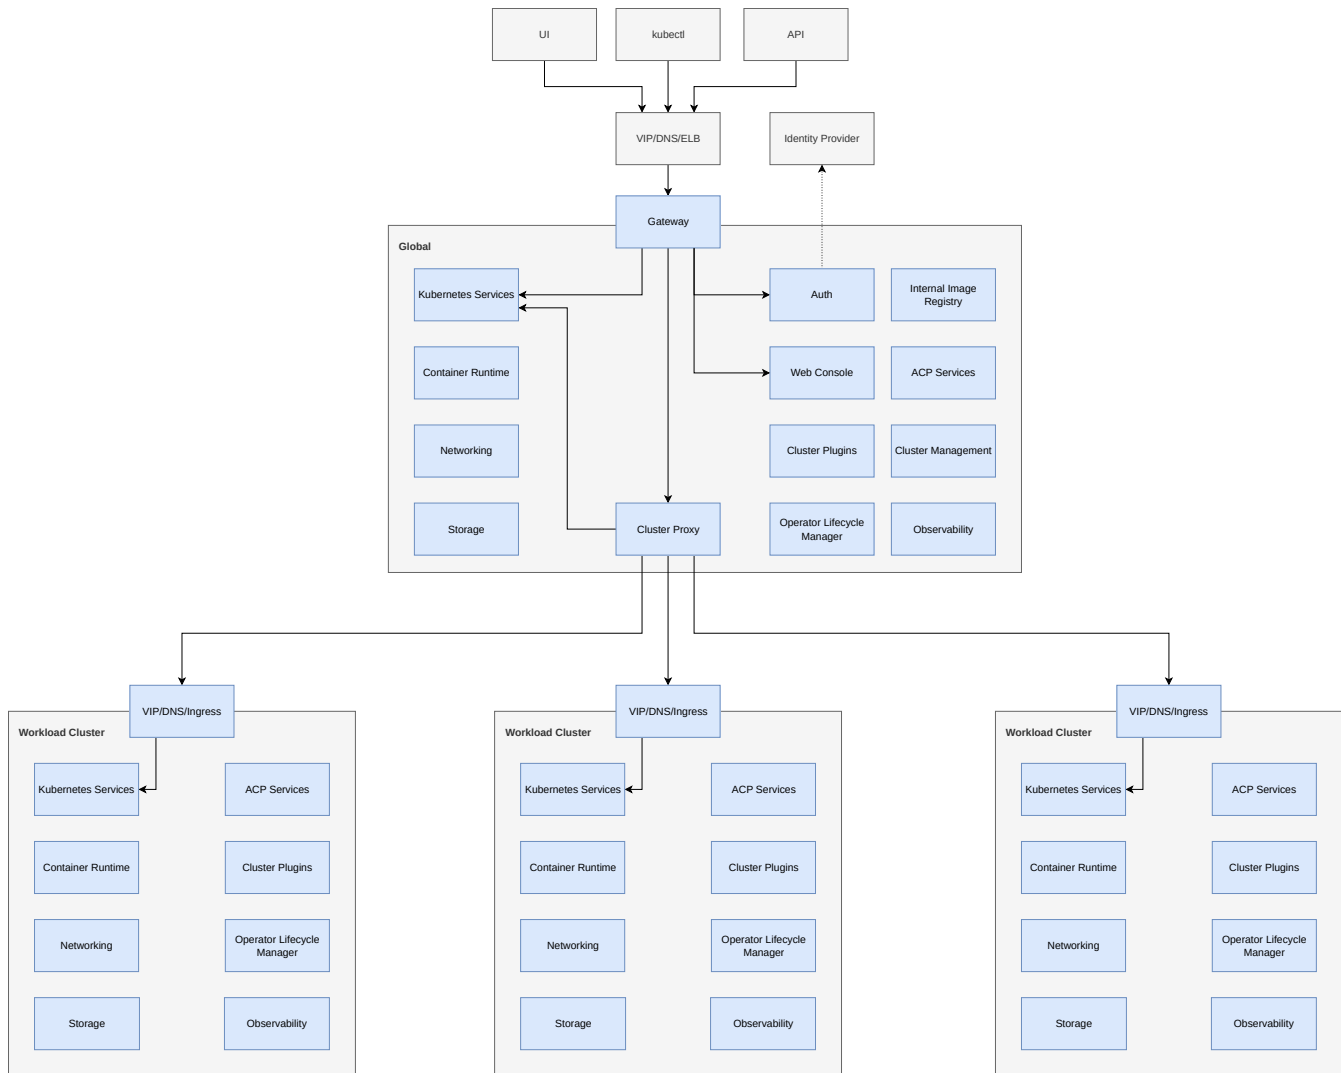 UI
kubectl
API
VIP/DNS/ELB
Identity Provider
Gateway
Global
Kubernetes Services
Auth
Internal Image
Registry
Container Runtime
Web Console
ACP Services
Networking
Cluster Plugins
Cluster Management
Storage
Cluster Proxy
Operator Lifecycle
Manager
Observability
VIP/DNS/Ingress
Workload Cluster
Kubernetes Services
ACP Services
Container Runtime
Cluster Plugins
Networking
Operator Lifecycle
Manager
Storage
Observability
VIP/DNS/Ingress
Workload Cluster
Kubernetes Services
ACP Services
Container Runtime
Cluster Plugins
Networking
Operator Lifecycle
Manager
Storage
Observability
VIP/DNS/Ingress
Workload Cluster
Kubernetes Services
ACP Services
Container Runtime
Cluster Plugins
Networking
Operator Lifecycle
Manager
Storage
Observability